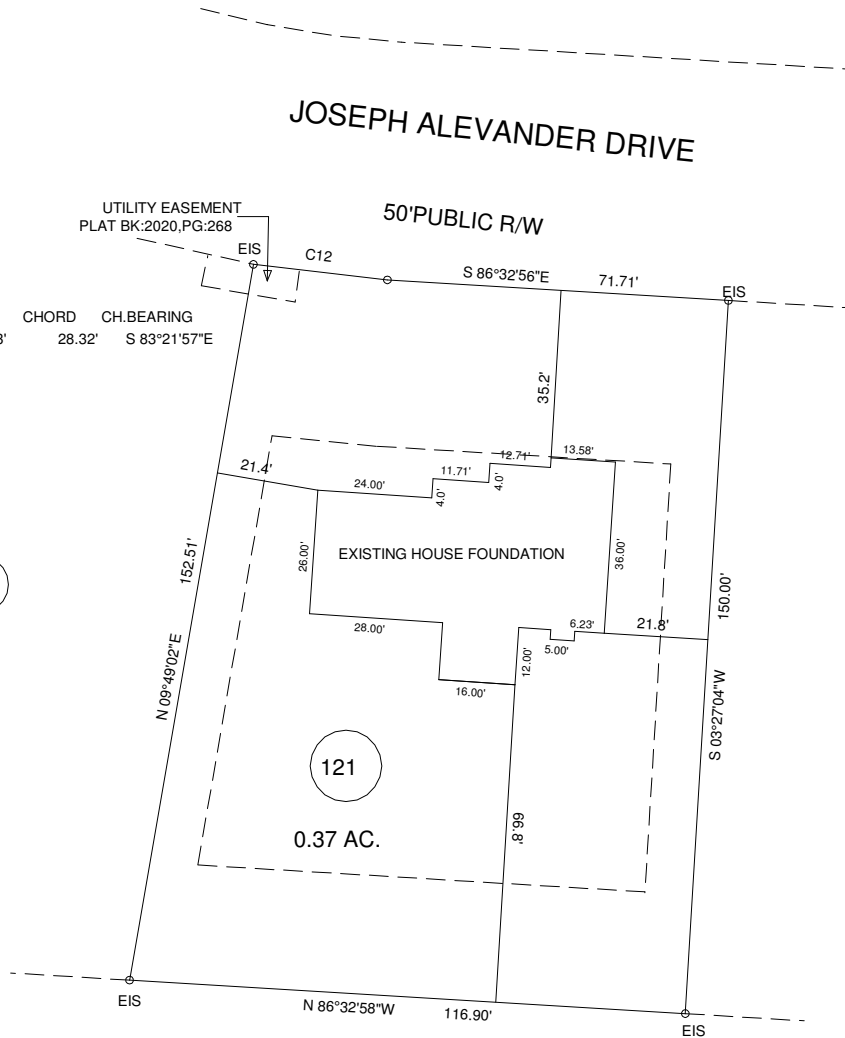 JOSEPH ALEVANDER DRIVE
50'PUBLIC R/W
UTILITY EASEMENT
PLAT BK:2020,PG:268
EIS
C12
S 86°32'56"E
71.71'
EIS
CHORD CH.BEARING
3' 28.32' S 83°21'57"E
35.2'
21.4'
24.00'
4.0'
11.71'
4.0'
12.71'
13.58'
152.51'
N 09°49'02"E
26.00'
EXISTING HOUSE FOUNDATION
36.00'
150.00'
S 03°27'04"W
28.00'
16.00'
12.00'
5.00'
6.23'
21.8'
121
0.37 AC.
66.8'
EIS
N 86°32'58"W
116.90'
EIS